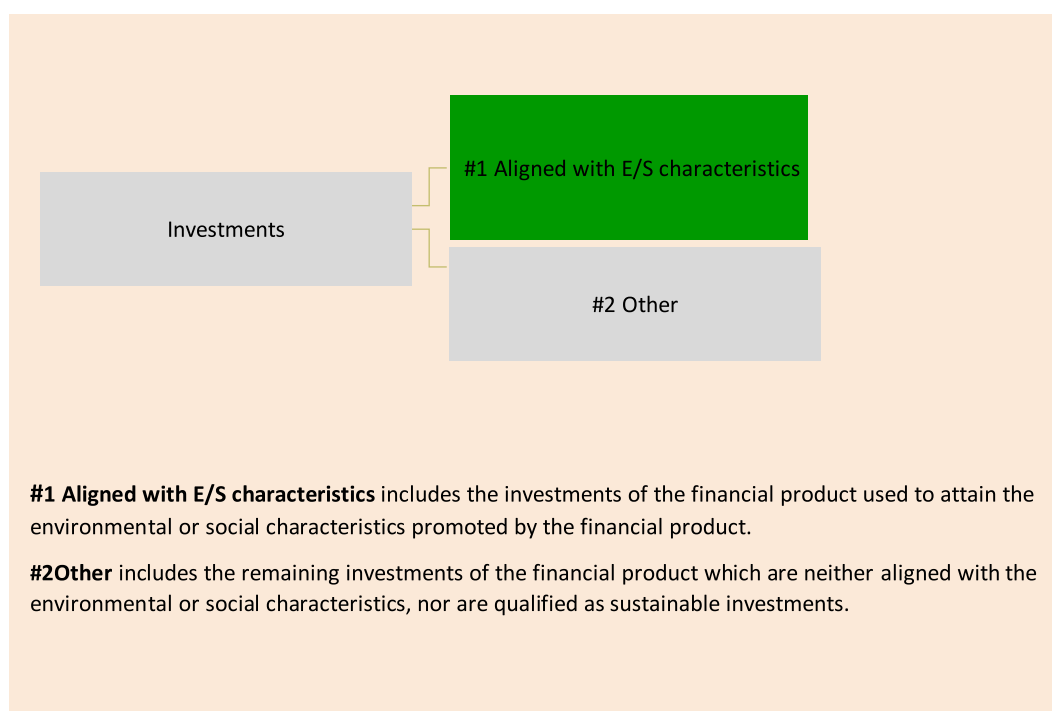 #1 Aligned with E/S characteristics
Investments
#2 Other
#1 Aligned with E/S characteristics includes the investments of the financial product used to attain the
environmental or social characteristics promoted by the financial product.
#2Other includes the remaining investments of the financial product which are neither aligned with the
environmental or social characteristics, nor are qualified as sustainable investments.